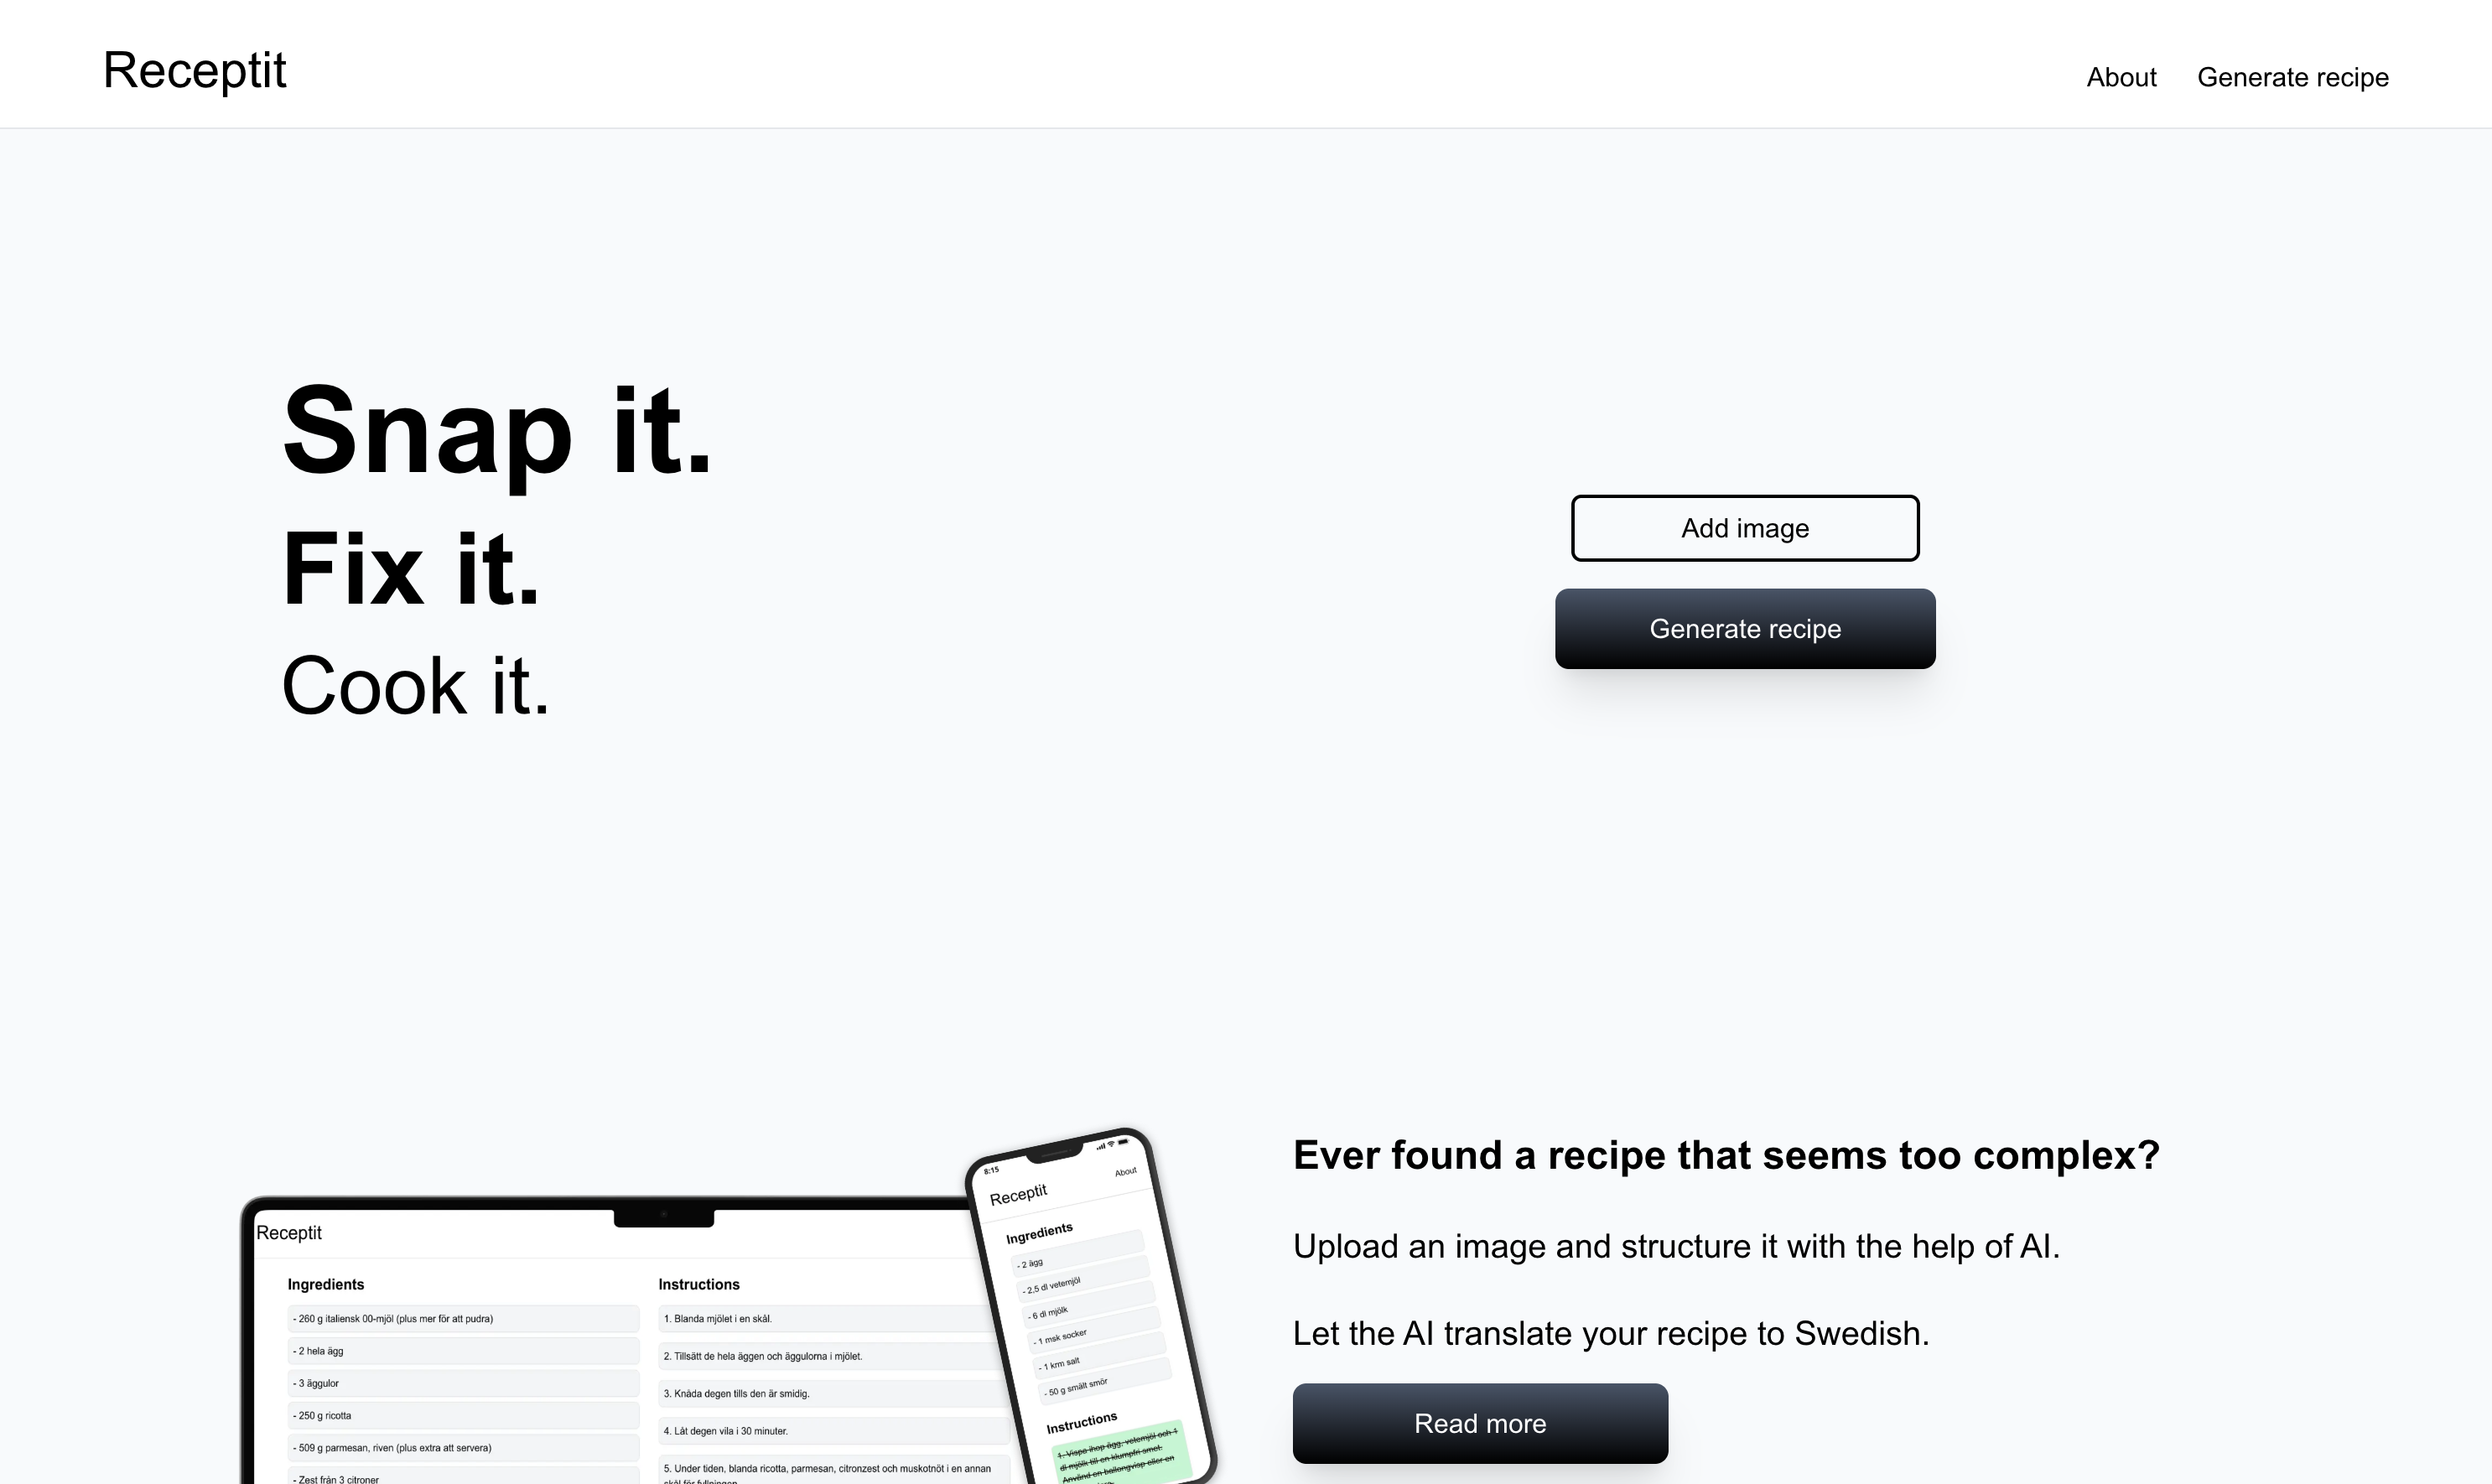 Receptit
About
Generate recipe
Snap it.
Fix it.
Cook it.
Add image
Generate recipe
Receptit
Ingredients
- 260 g italiensk 00-mjöl (plus mer för att pudra)
- 2 hela ägg
- 3 äggulor
- 250 g ricotta
- 509 g parmesan, riven (plus extra att servera)
- Zest från 3 citroner
Instructions
1. Blanda mjölet i en skål.
2. Tillsätt de hela äggen och äggulorna i mjölet.
3. Knåda degen tills den är smidig.
4. Låt degen vila i 30 minuter.
5. Under tiden, blanda ricotta, parmesan, citronzest och muskotnöt i en annan
skål för fyllningen.
8:15
Receptit
About
Ingredients
- 2 ägg
- 2,5 dl vetemjöl
- 6 dl mjölk
- 1 msk socker
- 1 krm salt
- 50 g smält smör
Instructions
1. Vispa ihop ägg, vetemjöl och 1
dl mjölk till en klumpfri smet.
Använd en ballongvisp eller en
Ever found a recipe that seems too complex?
Upload an image and structure it with the help of AI.
Let the AI translate your recipe to Swedish.
Read more